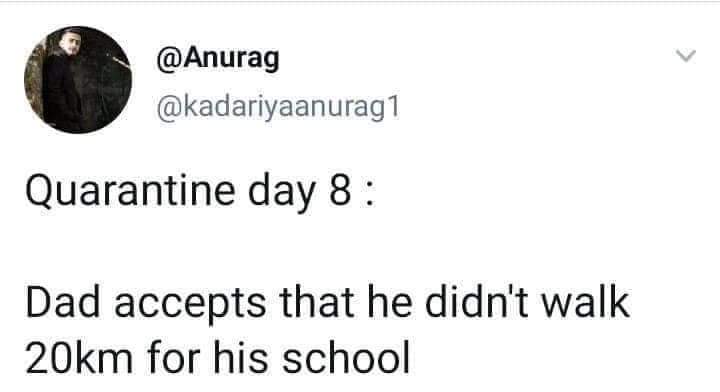 @Anurag
@kadariyaanurag1
Quarantine day 8 :
Dad accepts that he didn't walk
20km for his school